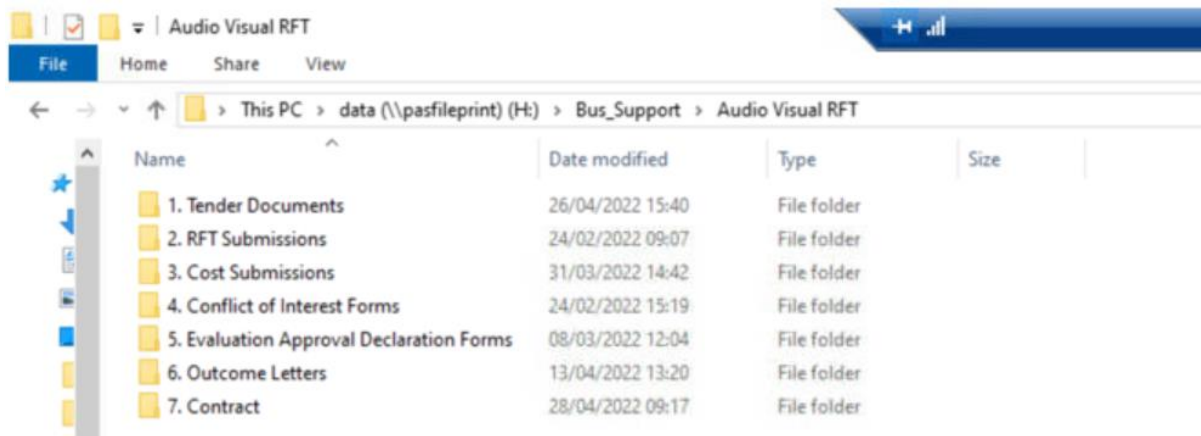 Audio Visual RFT
File Home Share View
This PC > data (\\pasfileprint) (H:) > Bus_Support > Audio Visual RFT
Name Date modified Type Size
1. Tender Documents 26/04/2022 15:40 File folder
2. RFT Submissions 24/02/2022 09:07 File folder
3. Cost Submissions 31/03/2022 14:42 File folder
4. Conflict of Interest Forms 24/02/2022 15:19 File folder
5. Evaluation Approval Declaration Forms 08/03/2022 12:04 File folder
6. Outcome Letters 13/04/2022 13:20 File folder
7. Contract 28/04/2022 09:17 File folder